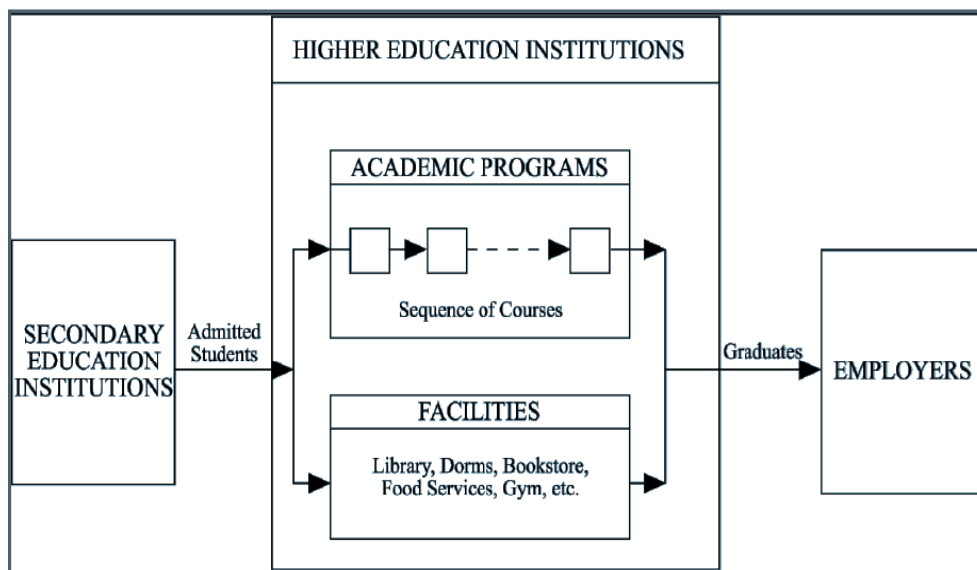 HIGHER EDUCATION INSTITUTIONS
ACADEMIC PROGRAMS
Sequence of Courses
SECONDARY
EDUCATION
INSTITUTIONS
Admitted
Students
Graduates
EMPLOYERS
FACILITIES
Library, Dorms, Bookstore,
Food Services, Gym, etc.